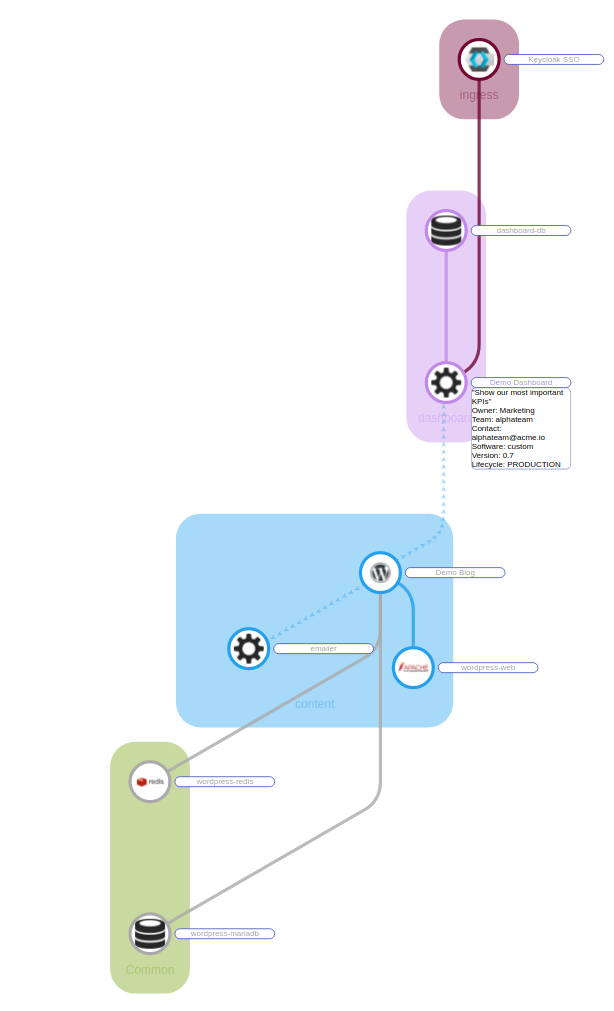 Keycloak SSO
ingress
dashboard-db
Demo Dashboard
"Show our most important
KPIs"
Owner: Marketing
Team: alphateam
Contact:
alphateam@acme.io
Software: custom
Version: 0.7
Lifecycle: PRODUCTION
dashboard
Demo Blog
emailer
wordpress-web
APACHE
content
redis
wordpress-redis
wordpress-mariadb
Common